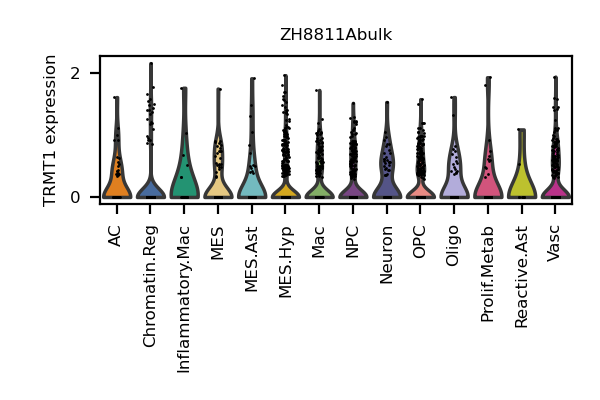 ZH8811Abulk
TRMT1 expression
2
0
AC
Chromatin.Reg
Inflammatory.Mac
MES
MES.Ast
MES.Hyp
Mac
NPC
Neuron
OPC
Oligo
Prolif.Metab
Reactive.Ast
Vasc